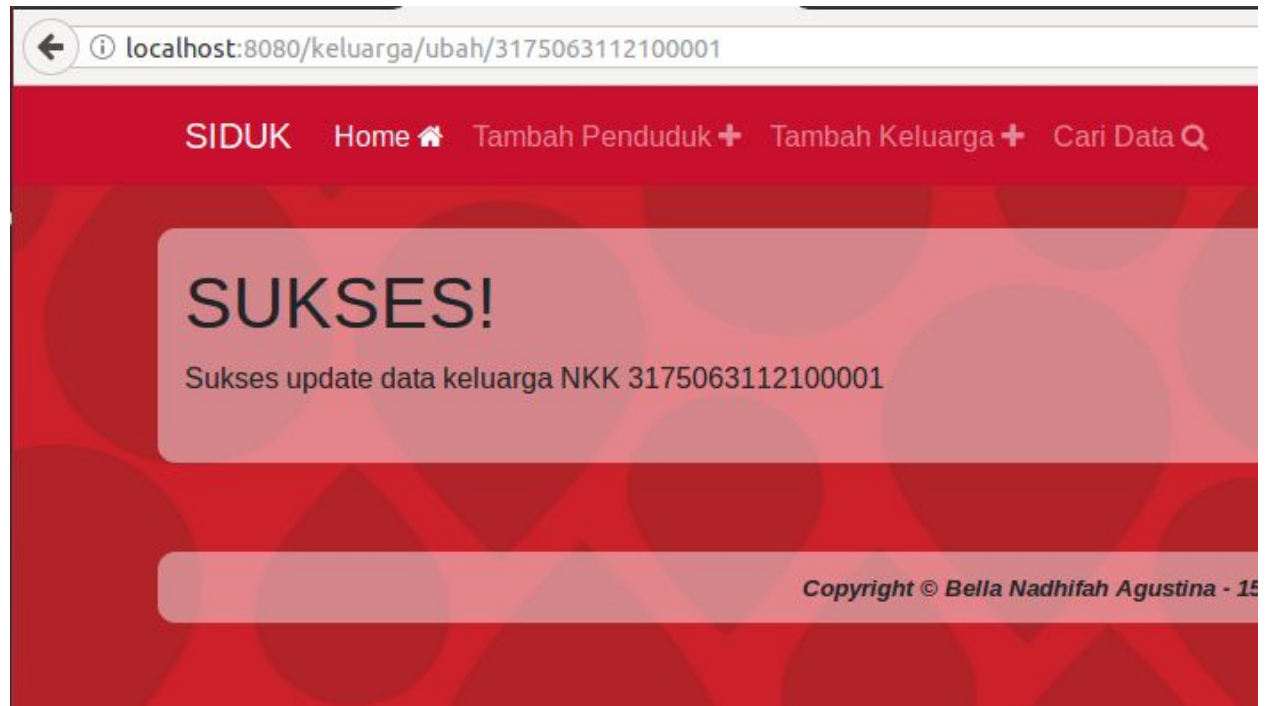 localhost:8080/keluarga/ubah/3175063112100001
SIDUK Home Tambah Penduduk Tambah Keluarga Cari Data
SUKSES!
Sukses update data keluarga NKK 3175063112100001
Copyright © Bella Nadhifah Agustina - 15